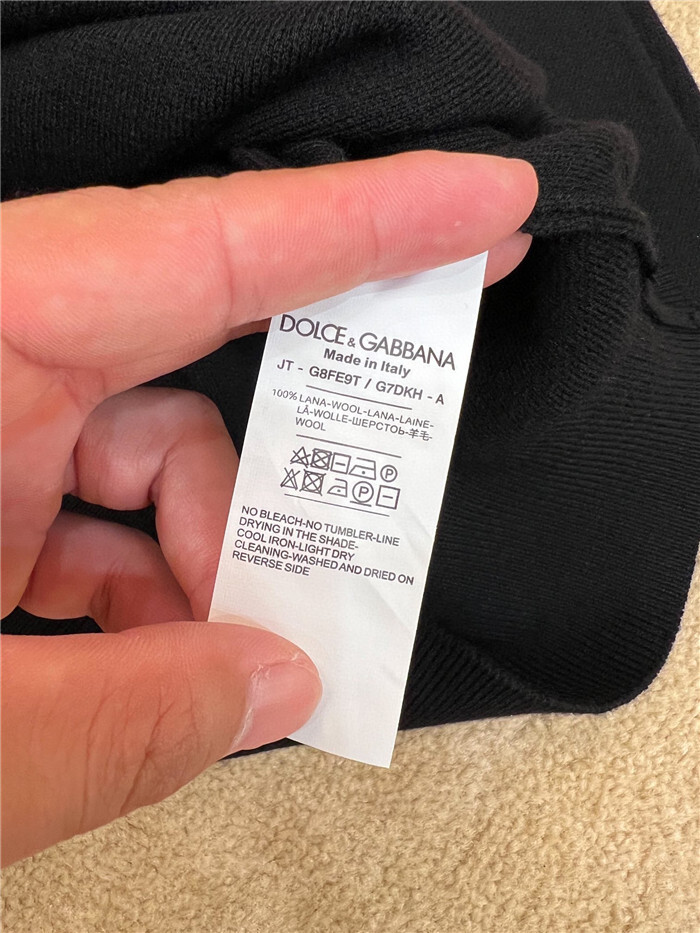 DOLCE & GABBANA
Made in Italy
JT - G8FE9T / G7DKH - A
100% LANA-WOOL-LANA-LAINE-
LÃ-WOLLE-ШЕРСТОЬ-羊毛-
WOOL
P
P
NO BLEACH-NO TUMBLER-LINE
DRYING IN THE SHADE-
COOL IRON-LIGHT DRY
CLEANING-WASHED AND DRIED ON
REVERSE SIDE